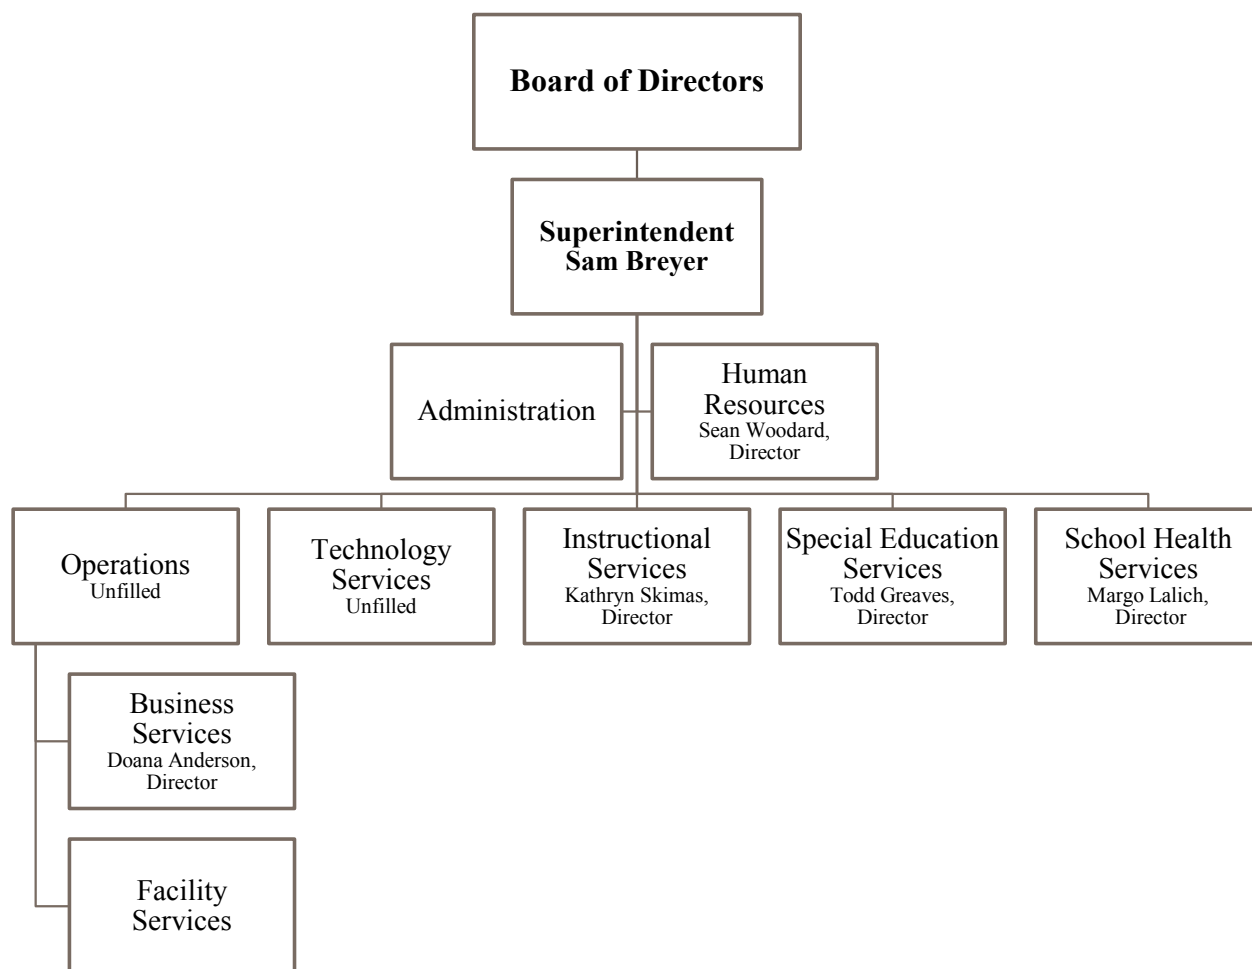 Board of Directors
Superintendent
Sam Breyer
Administration
Human
Resources
Sean Woodard,
Director
Operations
Unfilled
Technology
Services
Unfilled
Instructional
Services
Kathryn Skimas,
Director
Special Education
Services
Todd Greaves,
Director
School Health
Services
Margo Lalich,
Director
Business
Services
Doana Anderson,
Director
Facility
Services